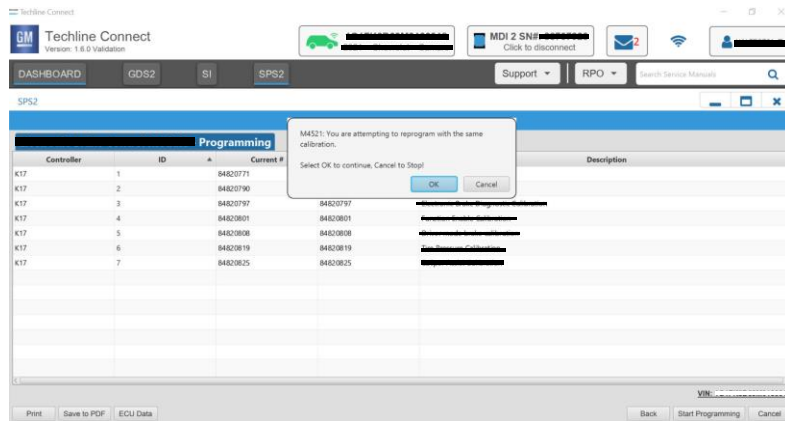 Techline Connect
GM
Techline Connect
Version: 1.6.0 Validation
MDI 2 SN#
Click to disconnect
2
DASHBOARD GDS2 SI SPS2 Support RPO Search Service Manuals
SPS2
Programming
M4521: You are attempting to reprogram with the same
calibration.
Select OK to continue, Cancel to Stop!
OK Cancel
Controller ID Current # Description
K17 1 84820771
K17 2 84820790
K17 3 84820797 84820797
K17 4 84820801 84820801
K17 5 84820808 84820808
K17 6 84820819 84820819 Tire Pressure Calibration
K17 7 84820825 84820825
VIN:
Print Save to PDF ECU Data Back Start Programming Cancel